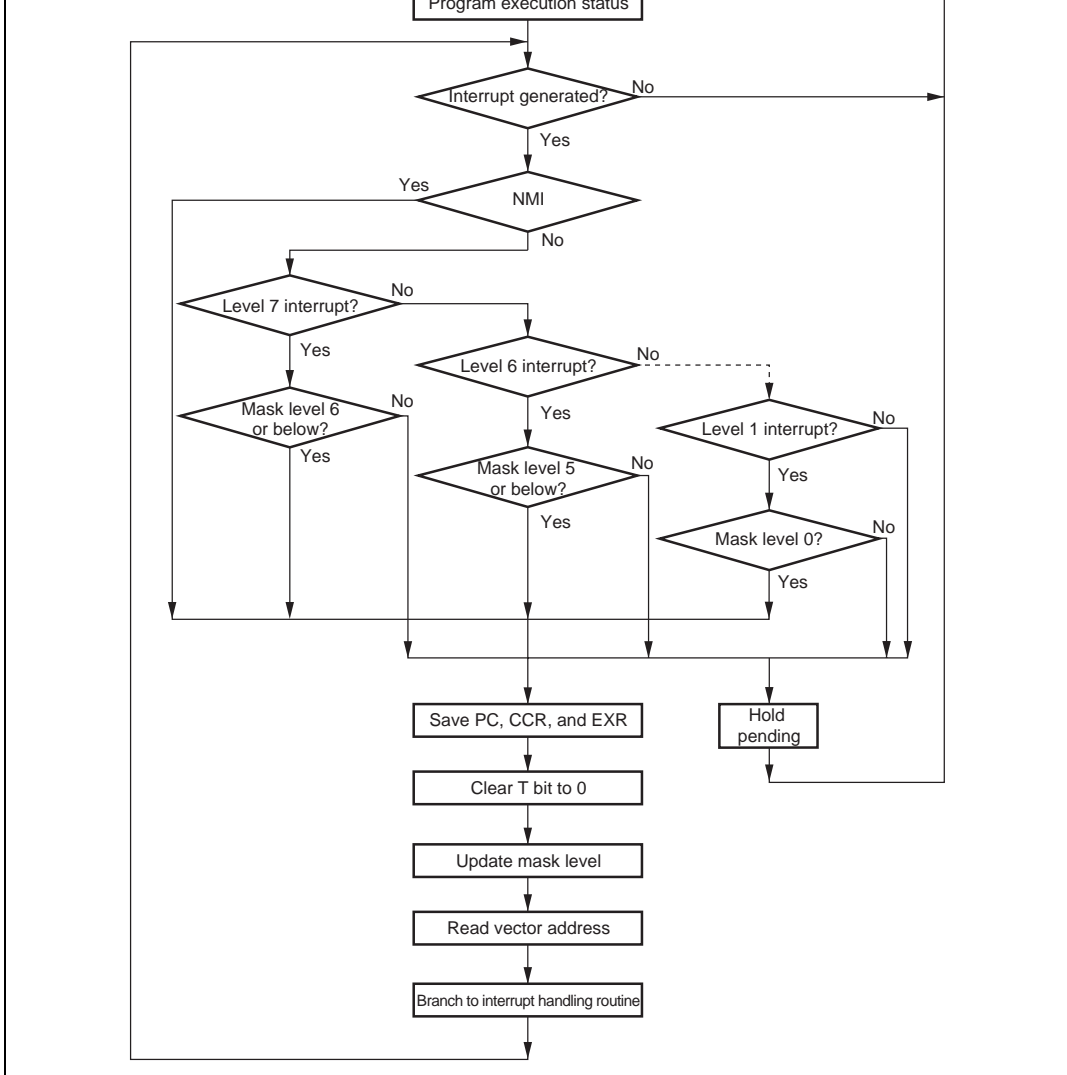 Program execution status
Interrupt generated?
No
Yes
Yes
NMI
No
Level 7 interrupt?
No
Yes
Level 6 interrupt?
No
Mask level 6
or below?
No
Yes
Yes
Level 1 interrupt?
No
Mask level 5
or below?
No
Yes
Yes
Mask level 0?
No
Yes
Save PC, CCR, and EXR
Hold
pending
Clear T bit to 0
Update mask level
Read vector address
Branch to interrupt handling routine